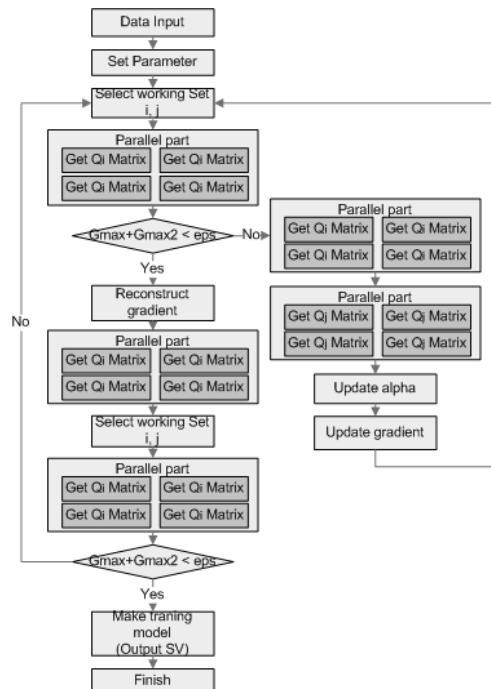 Data Input
Set Parameter
Select working Set
i, j
Parallel part
Get Qi Matrix Get Qi Matrix
Get Qi Matrix Get Qi Matrix
Gmax+Gmax2 < eps
No
Yes
Parallel part
Get Qi Matrix Get Qi Matrix
Get Qi Matrix Get Qi Matrix
Parallel part
Get Qj Matrix Get Qj Matrix
Get Qj Matrix Get Qj Matrix
Update alpha
Update gradient
Reconstruct
gradient
No
Parallel part
Get Qi Matrix Get Qi Matrix
Get Qi Matrix Get Qi Matrix
Select working Set
i, j
Parallel part
Get Qi Matrix Get Qi Matrix
Get Qi Matrix Get Qi Matrix
Gmax+Gmax2 < eps
Yes
Make traning
model
(Output SV)
Finish